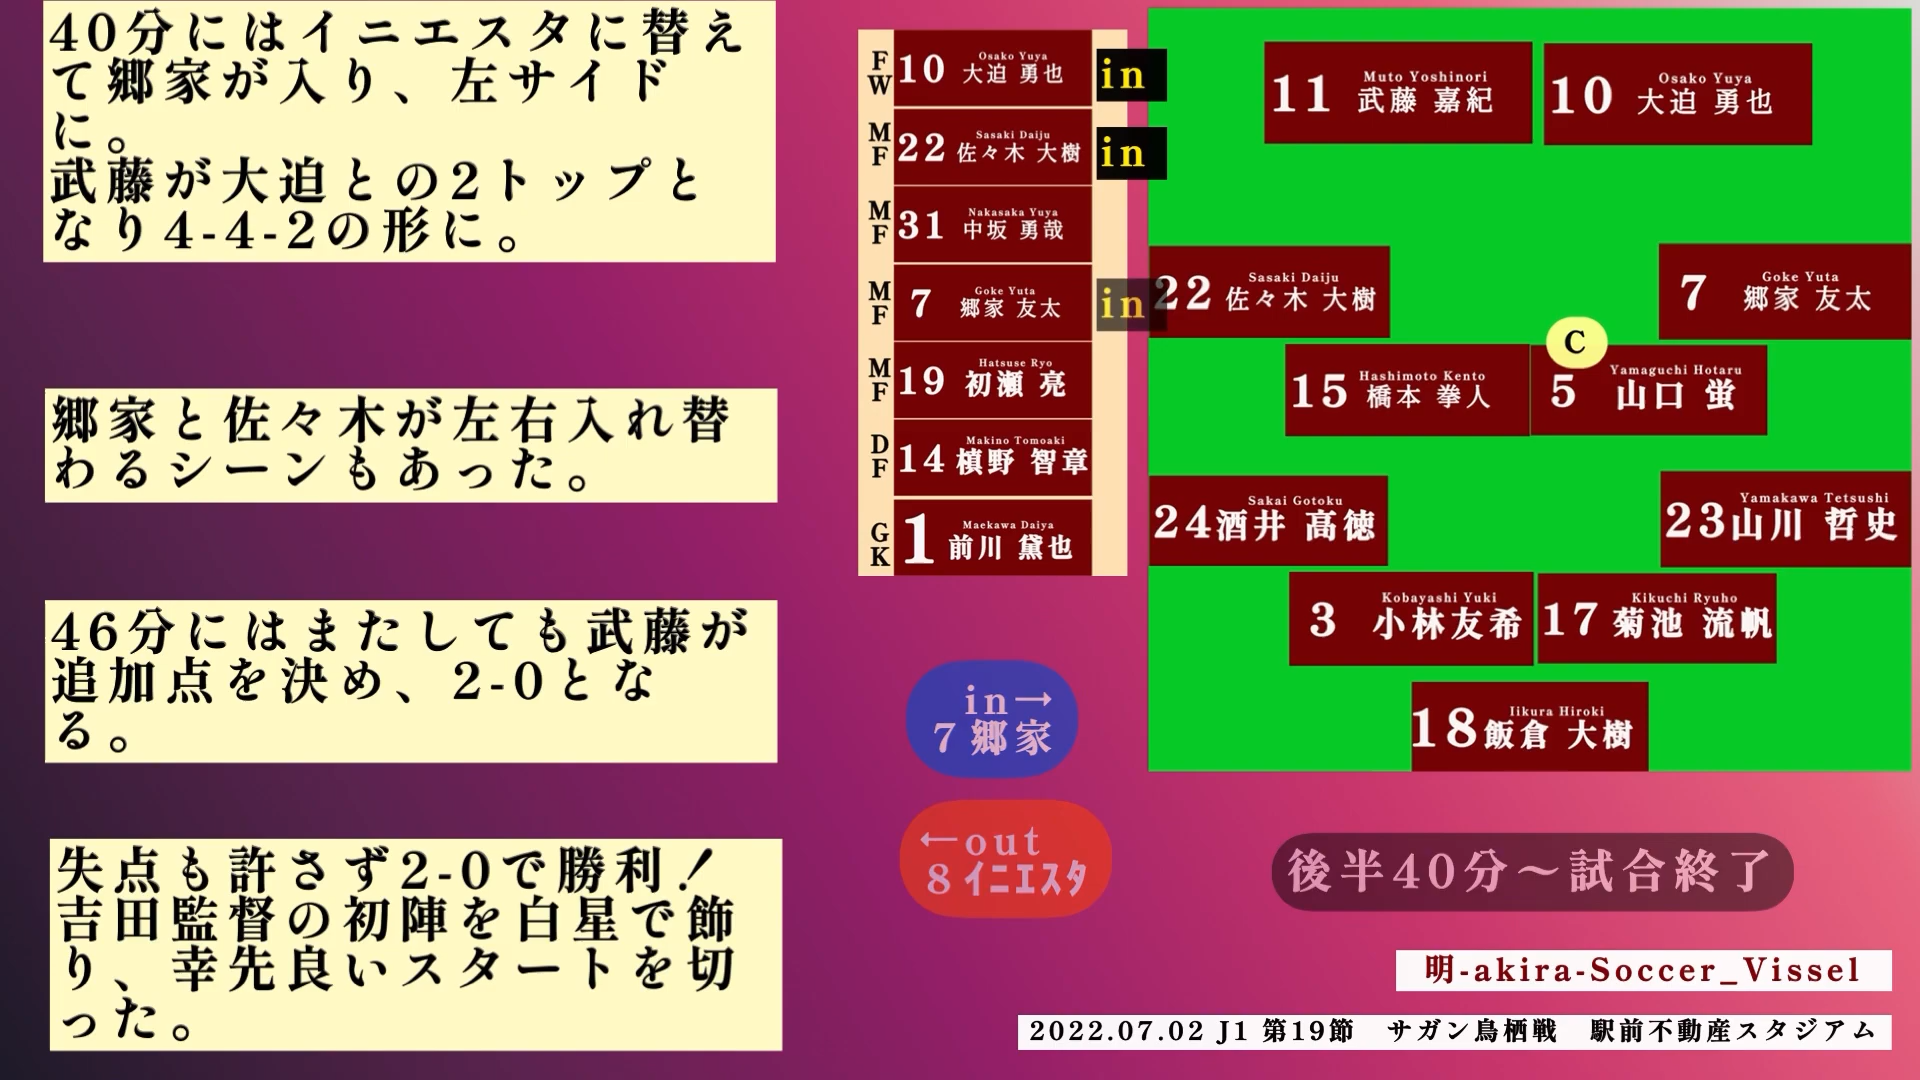 40分にはイニエスタに替え
て郷家が入り、左サイド
に。
武藤が大迫との2トップと
なり4-4-2の形に。
郷家と佐々木が左右入れ替
わるシーンもあった。
46分にはまたしても武藤が
追加点を決め、2-0とな
る。
失点も許さず2-0で勝利！
吉田監督の初陣を白星で飾
り、幸先良いスタートを切
った。
FW 10 Osako Yuya 大迫 勇也 in
MF 22 Sasaki Daiju 佐々木 大樹 in
MF 31 Nakasaka Yuya 中坂 勇哉
MF 7 Goke Yuta 郷家 友太 in
MF 19 Hatsuse Ryo 初瀬 亮
DF 14 Makino Tomoaki 槙野 智章
GK 1 Maekawa Daiya 前川 黛也
in→
7 郷家
←out
8 イニエスタ
11 Muto Yoshinori 武藤 嘉紀
10 Osako Yuya 大迫 勇也
22 Sasaki Daiju 佐々木 大樹
7 Goke Yuta 郷家 友太
C
15 Hashimoto Kento 橋本 拳人
5 Yamaguchi Hotaru 山口 蛍
24 Sakai Gotoku 酒井 高徳
23 Yamakawa Tetsushi 山川 哲史
3 Kobayashi Yuki 小林友希
17 Kikuchi Ryuho 菊池 流帆
18 Iikura Hiroki 飯倉 大樹
後半40分～試合終了
明-akira-Soccer_Vissel
2022.07.02 J1 第19節　サガン鳥栖戦　駅前不動産スタジアム